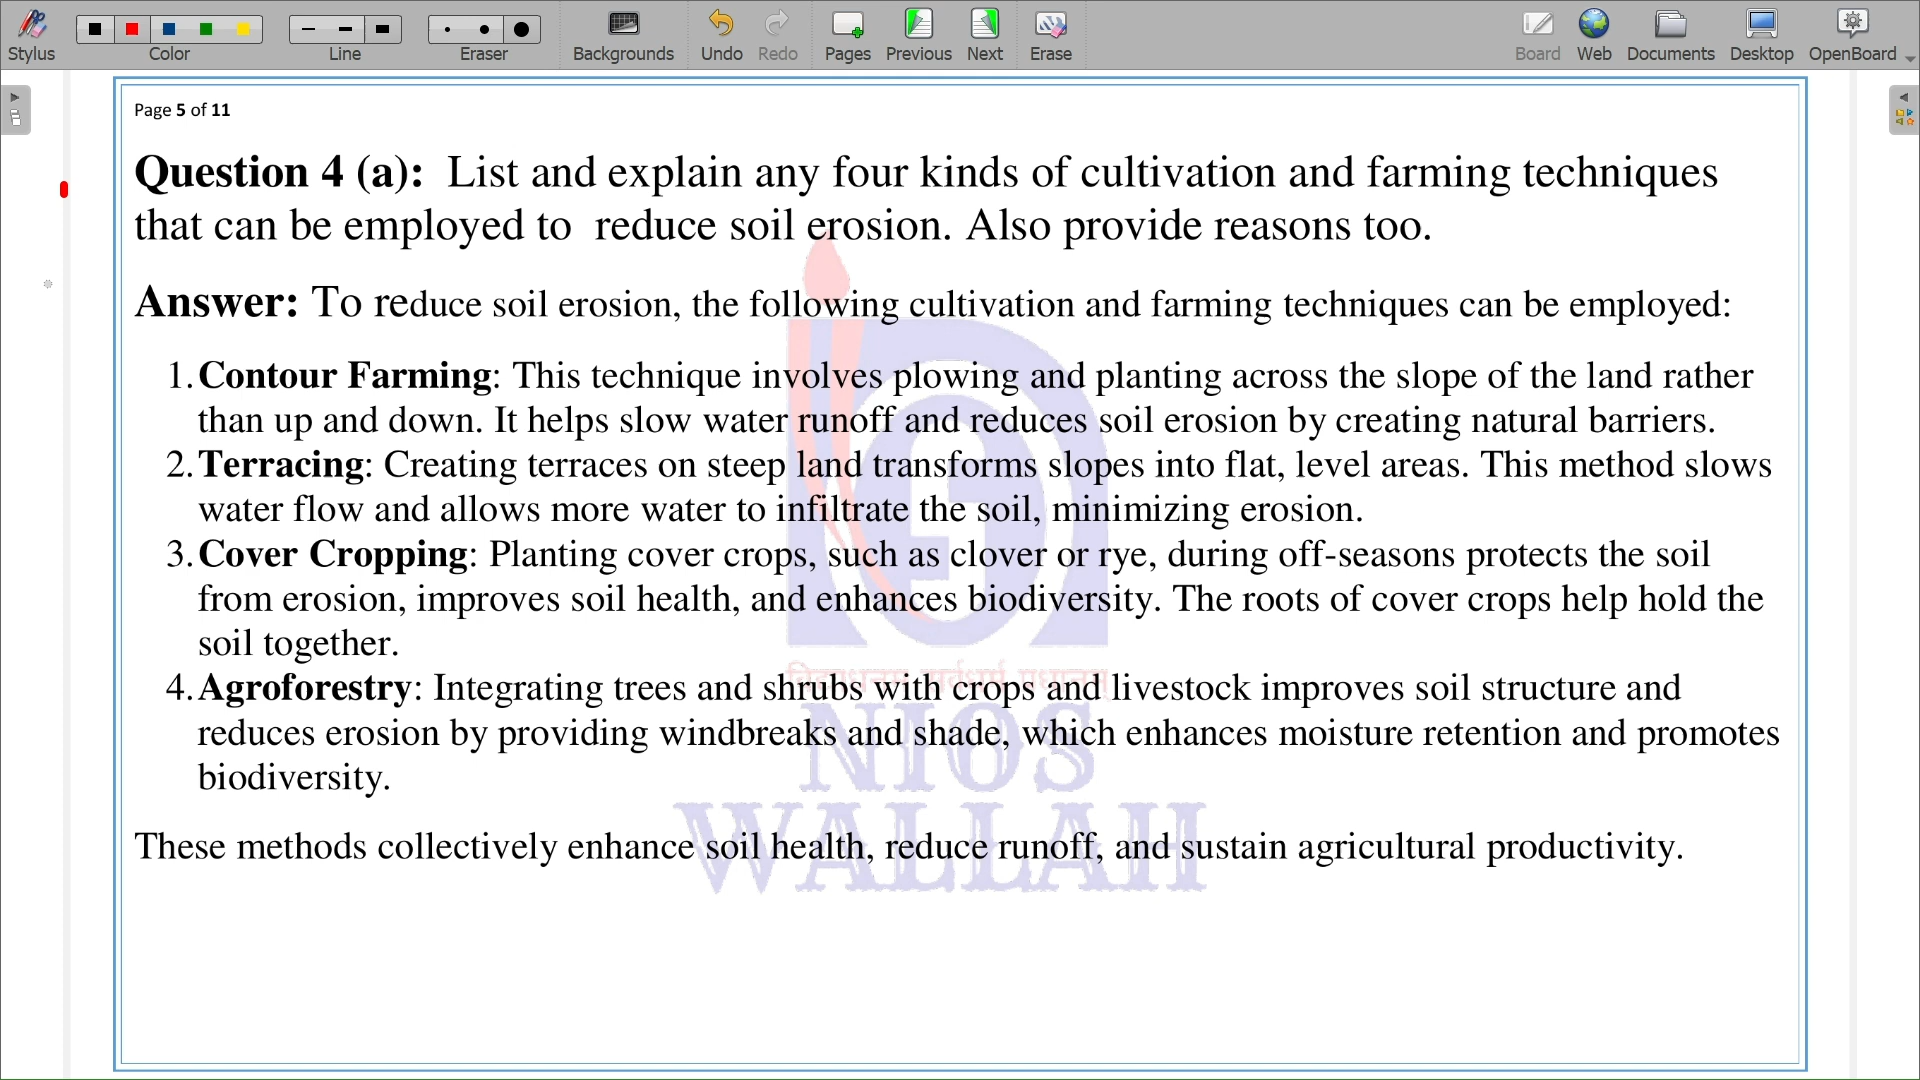 Stylus Color Line Eraser Backgrounds Undo Redo Pages Previous Next Erase Board Web Documents Desktop OpenBoard
Page 5 of 11
Question 4 (a): List and explain any four kinds of cultivation and farming techniques
that can be employed to reduce soil erosion. Also provide reasons too.
Answer: To reduce soil erosion, the following cultivation and farming techniques can be employed:
1. Contour Farming: This technique involves plowing and planting across the slope of the land rather
than up and down. It helps slow water runoff and reduces soil erosion by creating natural barriers.
2. Terracing: Creating terraces on steep land transforms slopes into flat, level areas. This method slows
water flow and allows more water to infiltrate the soil, minimizing erosion.
3. Cover Cropping: Planting cover crops, such as clover or rye, during off-seasons protects the soil
from erosion, improves soil health, and enhances biodiversity. The roots of cover crops help hold the
soil together.
4. Agroforestry: Integrating trees and shrubs with crops and livestock improves soil structure and
reduces erosion by providing windbreaks and shade, which enhances moisture retention and promotes
biodiversity.
NIOS
WALLAH
These methods collectively enhance soil health, reduce runoff, and sustain agricultural productivity.